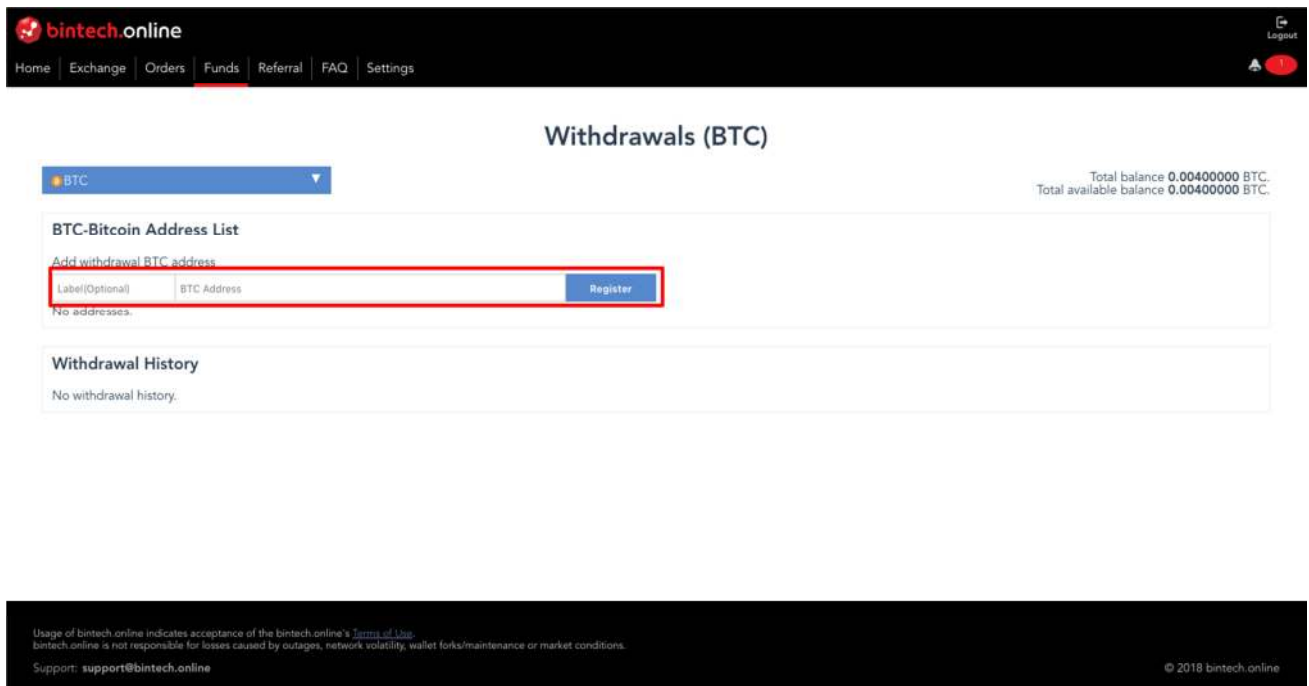 bintech.online
Logout
Home Exchange Orders Funds Referral FAQ Settings
1
Withdrawals (BTC)
BTC
Total balance 0.00400000 BTC.
Total available balance 0.00400000 BTC.
BTC-Bitcoin Address List
Add withdrawal BTC address
Label(Optional) BTC Address Register
No addresses.
Withdrawal History
No withdrawal history.
Usage of bintech.online indicates acceptance of the bintech.online's Terms of Use.
bintech.online is not responsible for losses caused by outages, network volatility, wallet forks/maintenance or market conditions.
Support: support@bintech.online
© 2018 bintech.online